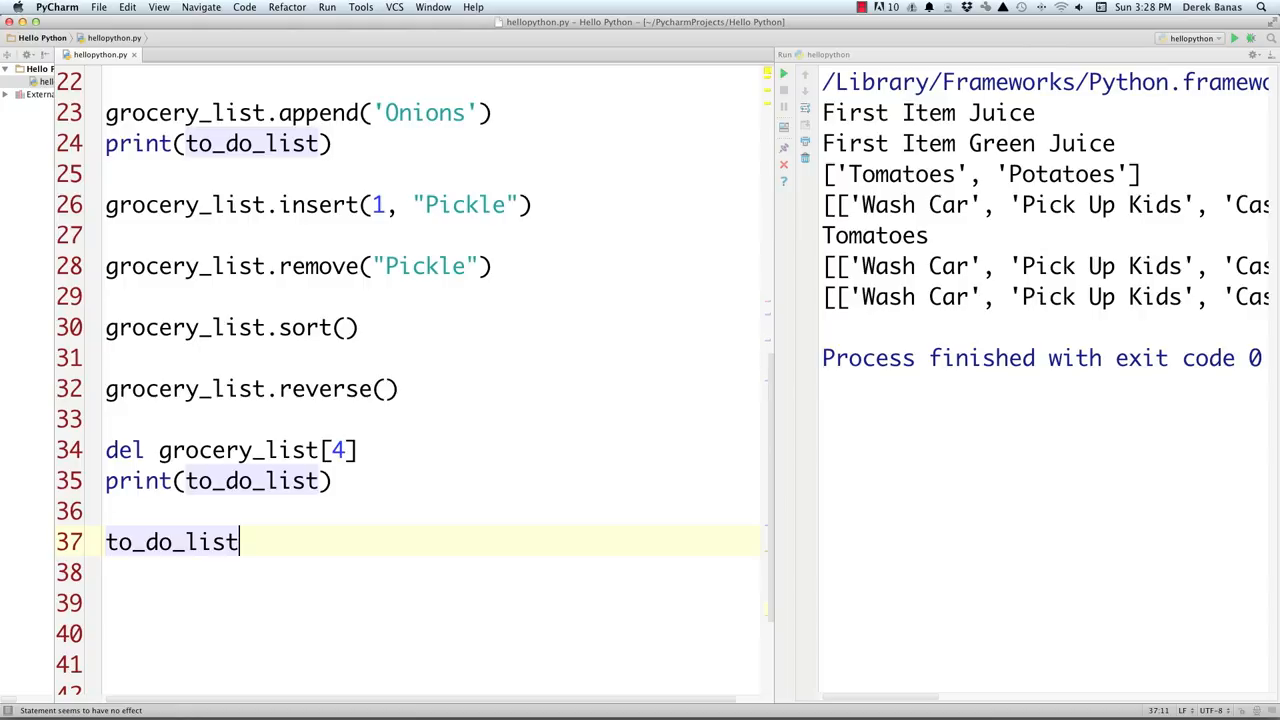 PyCharm File Edit View Navigate Code Refactor Run Tools VCS Window Help 10 Sun 3:28 PM Derek Banas
hellopython.py – Hello Python – [~/PycharmProjects/Hello Python]
Hello Python hellopython.py hellopython
hellopython.py Run hellopython
Hello P
hell
Extern
22
23 grocery_list.append('Onions')
24 print(to_do_list)
25
26 grocery_list.insert(1, "Pickle")
27
28 grocery_list.remove("Pickle")
29
30 grocery_list.sort()
31
32 grocery_list.reverse()
33
34 del grocery_list[4]
35 print(to_do_list)
36
37 to_do_list
38
39
40
41
42
/Library/Frameworks/Python.framewo
First Item Juice
First Item Green Juice
['Tomatoes', 'Potatoes']
[['Wash Car', 'Pick Up Kids', 'Cas
Tomatoes
[['Wash Car', 'Pick Up Kids', 'Cas
[['Wash Car', 'Pick Up Kids', 'Cas
Process finished with exit code 0
Statement seems to have no effect 37:11 LF UTF-8